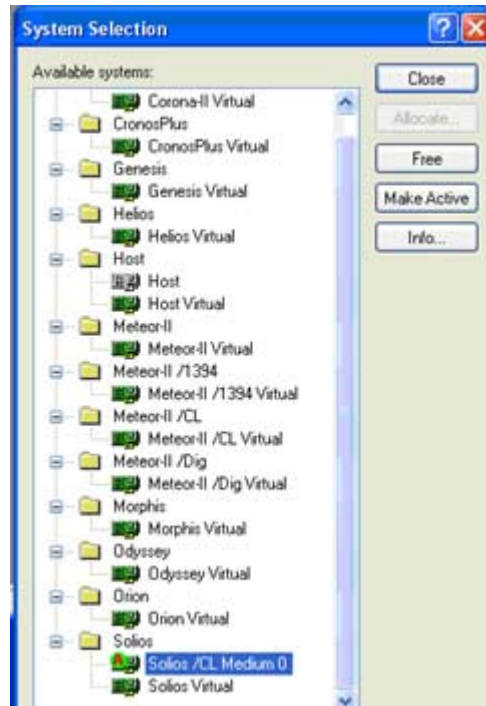 System Selection
Available systems:
Corona-II Virtual
CronosPlus
CronosPlus Virtual
Genesis
Genesis Virtual
Helios
Helios Virtual
Host
Host
Host Virtual
Meteor-II
Meteor-II Virtual
Meteor-II /1394
Meteor-II /1394 Virtual
Meteor-II /CL
Meteor-II /CL Virtual
Meteor-II /Dig
Meteor-II /Dig Virtual
Morphis
Morphis Virtual
Odyssey
Odyssey Virtual
Orion
Orion Virtual
Solios
Solios /CL Medium 0
Solios Virtual
Close
Allocate...
Free
Make Active
Info...